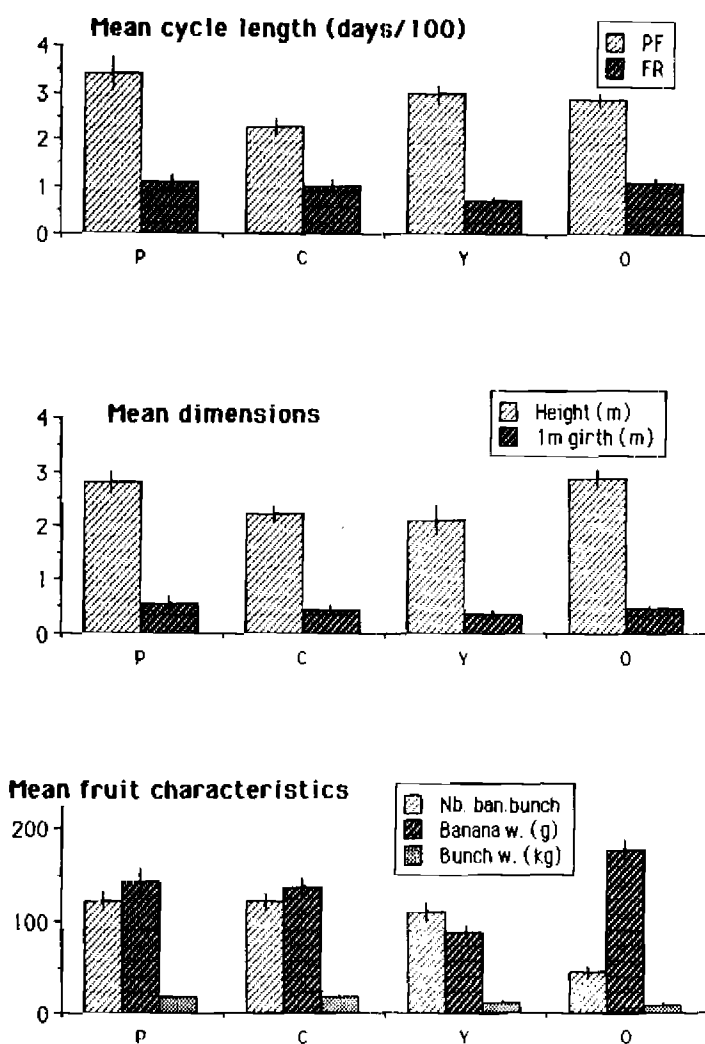 Mean cycle length (days/100)
PF
FR
4
3
2
1
0
P C Y O
Mean dimensions
Height (m)
1m girth (m)
4
3
2
1
0
P C Y O
Mean fruit characteristics
Nb. ban.bunch
Banana w. (g)
Bunch w. (kg)
200
100
0
P C Y O